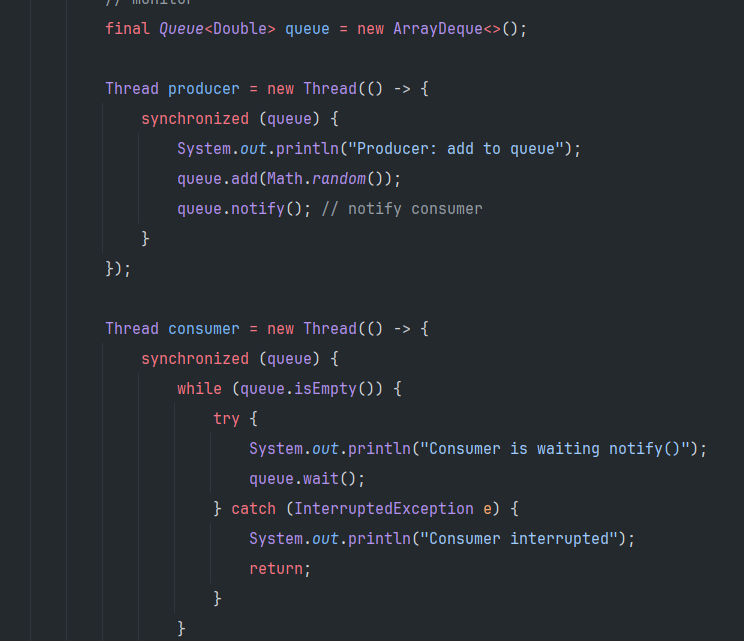 // monitor
final Queue<Double> queue = new ArrayDeque<>();
Thread producer = new Thread(() -> {
synchronized (queue) {
System.out.println("Producer: add to queue");
queue.add(Math.random());
queue.notify(); // notify consumer
}
});
Thread consumer = new Thread(() -> {
synchronized (queue) {
while (queue.isEmpty()) {
try {
System.out.println("Consumer is waiting notify()");
queue.wait();
} catch (InterruptedException e) {
System.out.println("Consumer interrupted");
return;
}
}